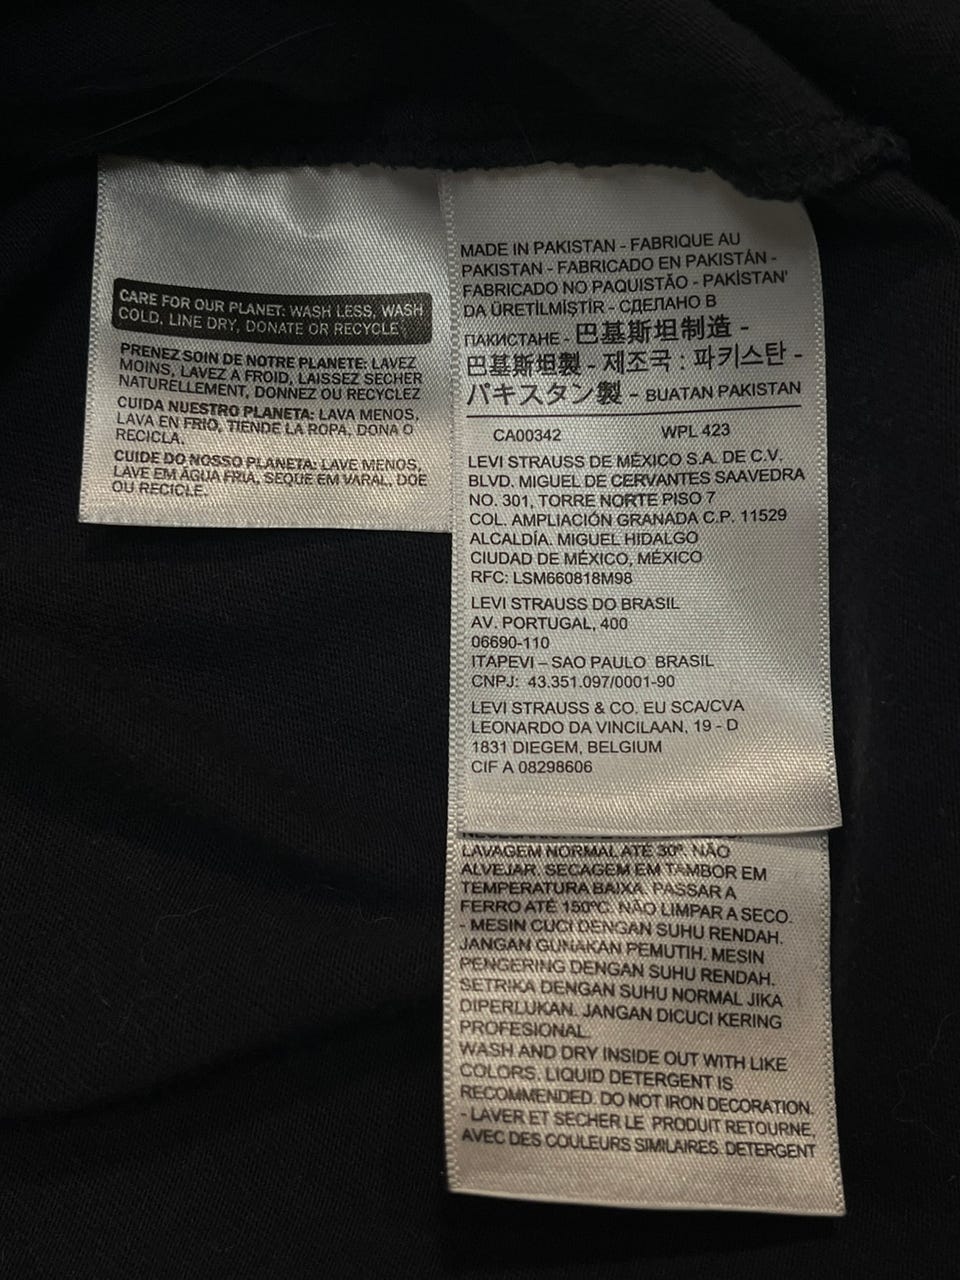 CARE FOR OUR PLANET: WASH LESS, WASH
COLD, LINE DRY, DONATE OR RECYCLE
PRENEZ SOIN DE NOTRE PLANETE: LAVEZ
MOINS, LAVEZ A FROID, LAISSEZ SECHER
NATURELLEMENT, DONNEZ OU RECYCLEZ
CUIDA NUESTRO PLANETA: LAVA MENOS,
LAVA EN FRIO, TIENDE LA ROPA, DONA O
RECICLA.
CUIDE DO NOSSO PLANETA: LAVE MENOS,
LAVE EM ÁGUA FRIA, SEQUE EM VARAL, DOE
OU RECICLE.
MADE IN PAKISTAN - FABRIQUE AU
PAKISTAN - FABRICADO EN PAKISTÁN -
FABRICADO NO PAQUISTÃO - PAKİSTAN'
DA ÜRETİLMİŞTİR - СДЕЛАНО В
ПАКИСТАНЕ - 巴基斯坦制造 -
巴基斯坦製 - 제조국 : 파키스탄 -
パキスタン製 - BUATAN PAKISTAN
CA00342 WPL 423
LEVI STRAUSS DE MÉXICO S.A. DE C.V.
BLVD. MIGUEL DE CERVANTES SAAVEDRA
NO. 301, TORRE NORTE PISO 7
COL. AMPLIACIÓN GRANADA C.P. 11529
ALCALDÍA. MIGUEL HIDALGO
CIUDAD DE MÉXICO, MÉXICO
RFC: LSM660818M98
LEVI STRAUSS DO BRASIL
AV. PORTUGAL, 400
06690-110
ITAPEVI – SAO PAULO BRASIL
CNPJ: 43.351.097/0001-90
LEVI STRAUSS & CO. EU SCA/CVA
LEONARDO DA VINCILAAN, 19 - D
1831 DIEGEM, BELGIUM
CIF A 08298606
LAVAGEM NORMAL ATÉ 30º. NÃO
ALVEJAR. SECAGEM EM TAMBOR EM
TEMPERATURA BAIXA. PASSAR A
FERRO ATÉ 150ºC. NÃO LIMPAR A SECO.
- MESIN CUCI DENGAN SUHU RENDAH.
JANGAN GUNAKAN PEMUTIH. MESIN
PENGERING DENGAN SUHU RENDAH.
SETRIKA DENGAN SUHU NORMAL JIKA
DIPERLUKAN. JANGAN DICUCI KERING
PROFESIONAL.
WASH AND DRY INSIDE OUT WITH LIKE
COLORS. LIQUID DETERGENT IS
RECOMMENDED. DO NOT IRON DECORATION.
- LAVER ET SECHER LE PRODUIT RETOURNE,
AVEC DES COULEURS SIMILAIRES. DETERGENT